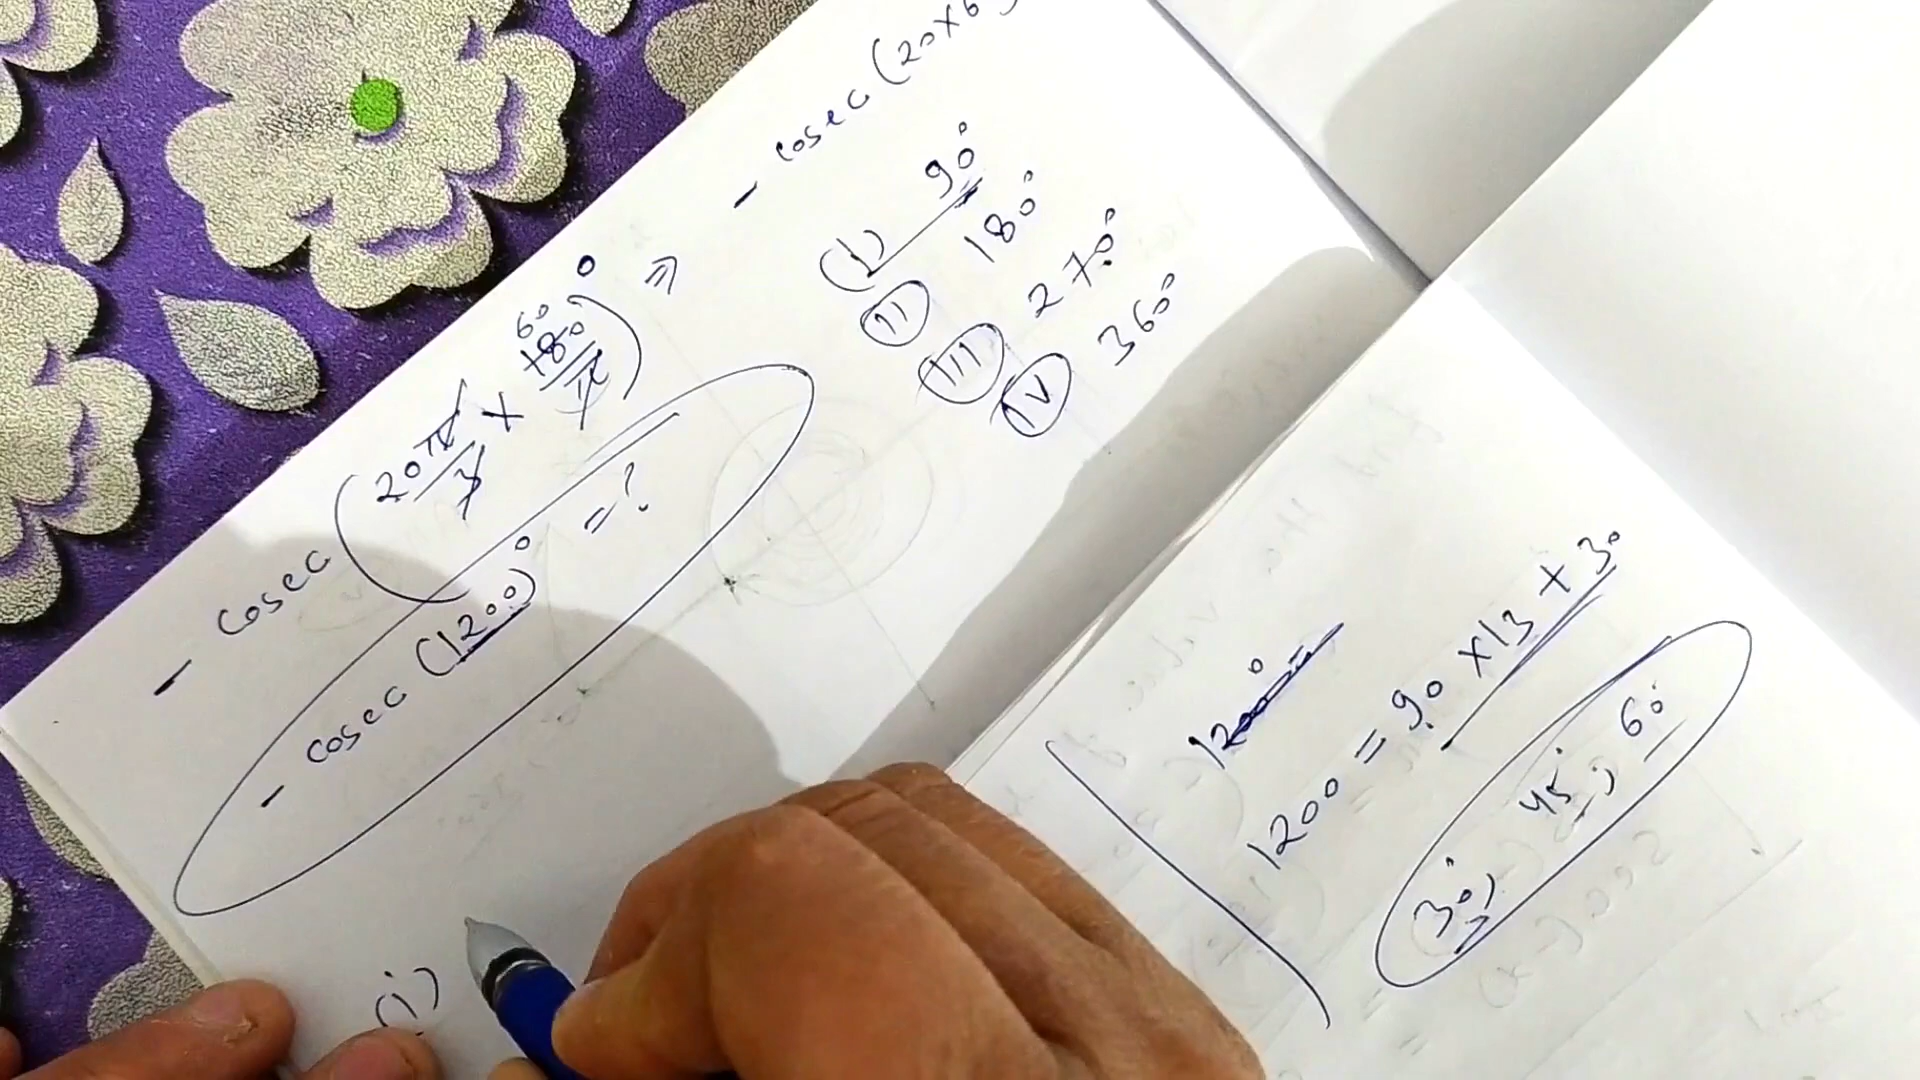 - cosec (20π/3 × 180/π)° 60 ⇒ - cosec (20×6
- cosec (1200)° = ?
(I) 90°
(II) 180°
(III) 270°
(IV) 360°
(i)
1200°
1200 = 90 × 13 + 30
30°, 45°, 60°